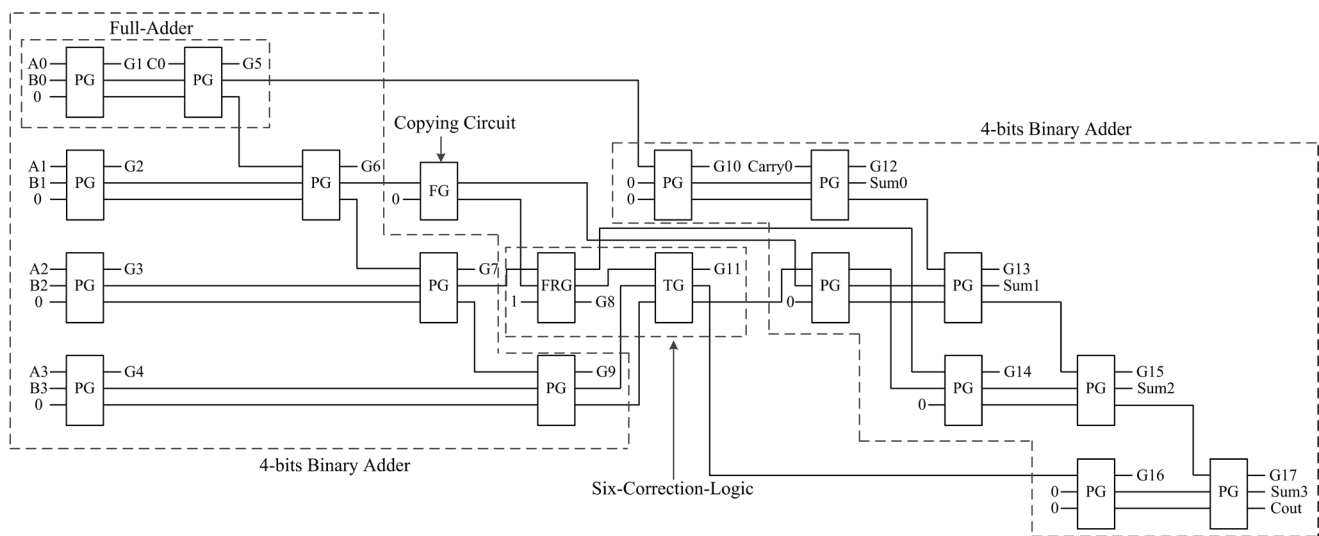 Full-Adder
A0 PG G1 C0 PG G5
B0
0
Copying Circuit
4-bits Binary Adder
A1 PG G2 PG G6 FG G10 Carry0 PG G12
B1 0 PG Sum0
0 0 0
A2 PG G3 PG G7 FRG TG G11 PG PG G13
B2 Sum1
0 1 G8 0
A3 PG G4 PG G9 PG G14 PG G15
B3 Sum2
0 0
4-bits Binary Adder
Six-Correction-Logic
PG G16 PG G17
0 Sum3
0 Cout